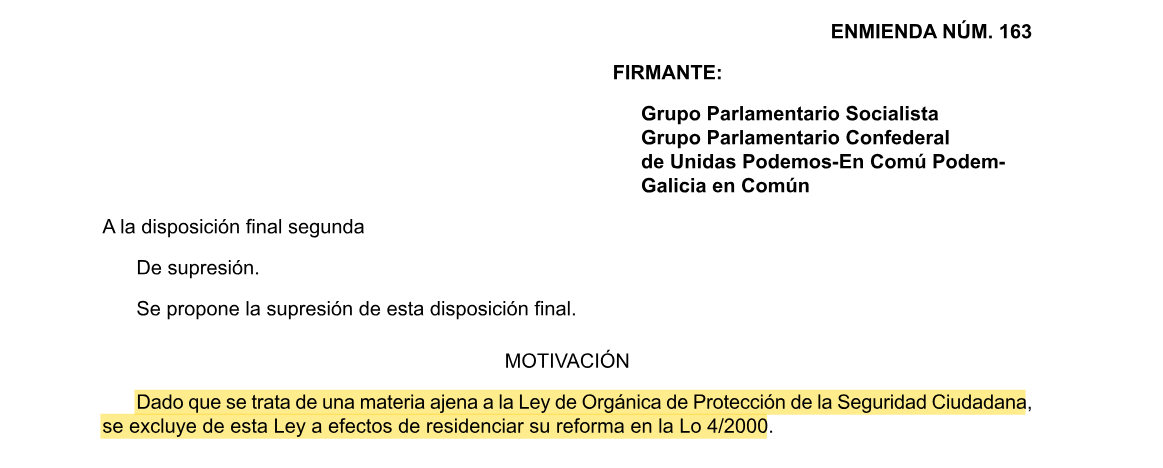 ENMIENDA NÚM. 163
FIRMANTE:
Grupo Parlamentario Socialista
Grupo Parlamentario Confederal
de Unidas Podemos-En Comú Podem-
Galicia en Común
A la disposición final segunda
De supresión.
Se propone la supresión de esta disposición final.
MOTIVACIÓN
Dado que se trata de una materia ajena a la Ley de Orgánica de Protección de la Seguridad Ciudadana,
se excluye de esta Ley a efectos de residenciar su reforma en la Lo 4/2000.